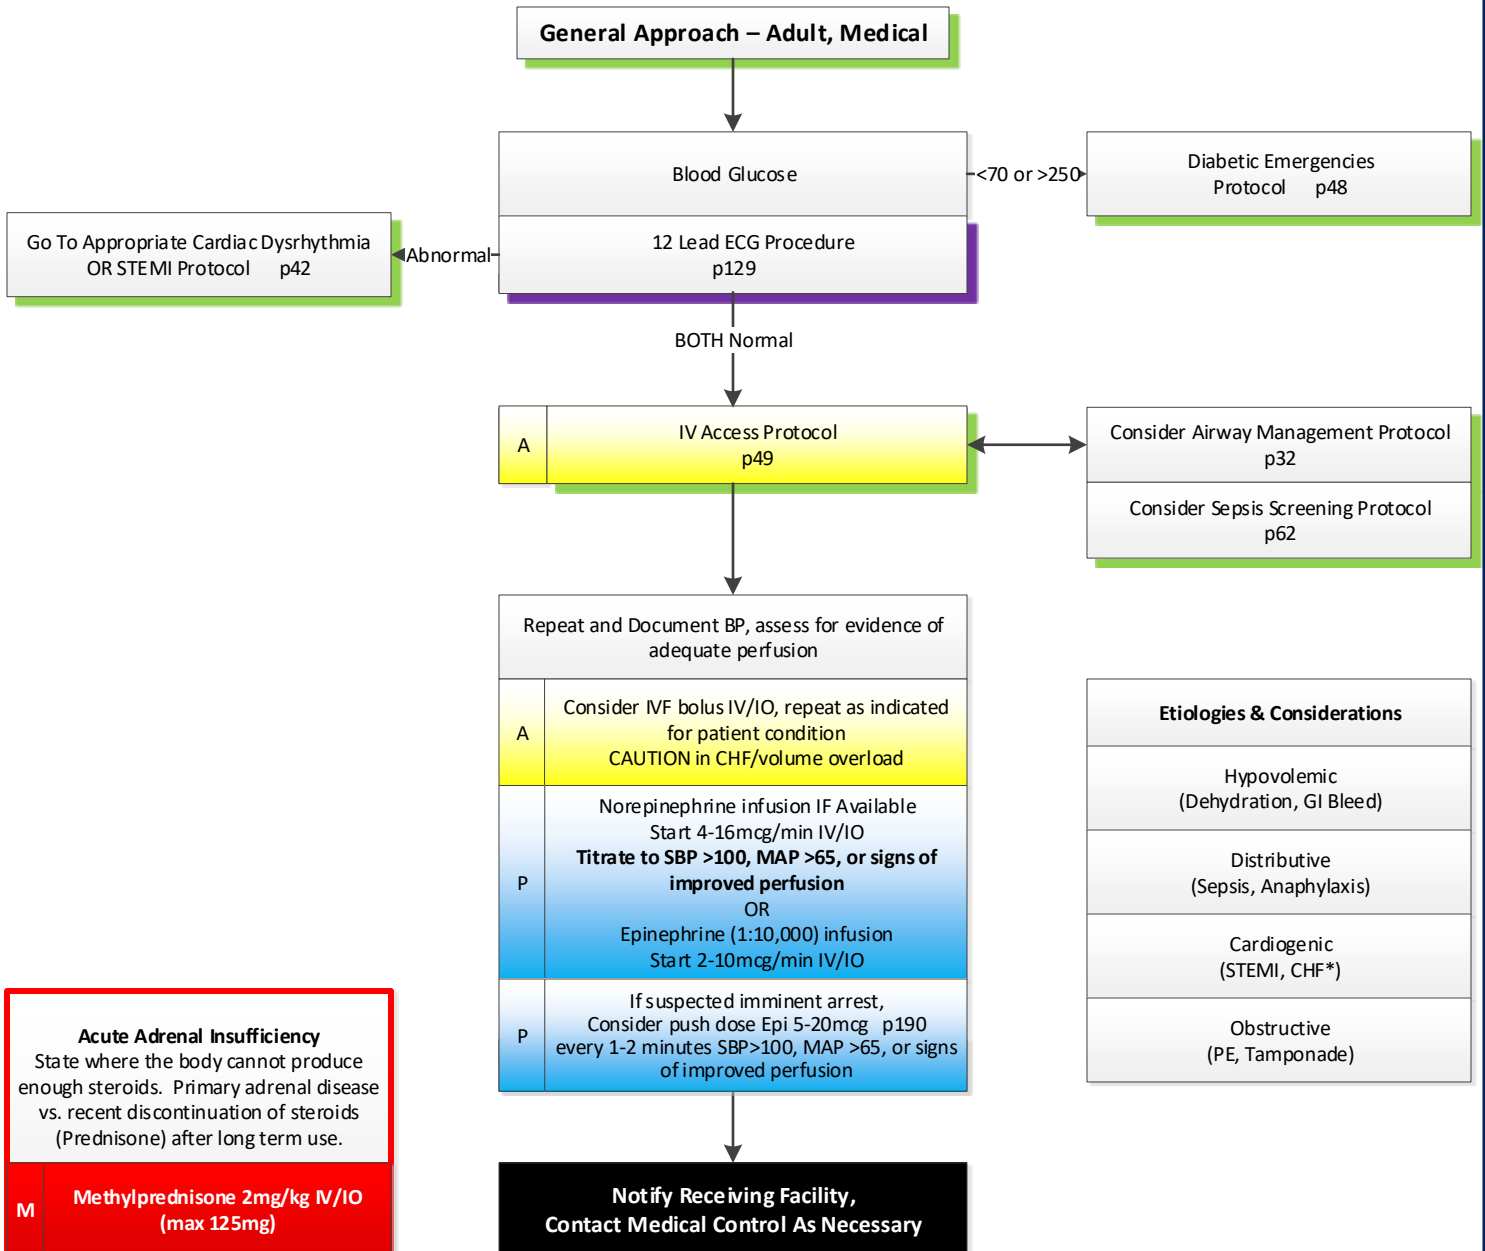 General Approach – Adult, Medical
Blood Glucose
<70 or >250
Diabetic Emergencies
Protocol p48
Go To Appropriate Cardiac Dysrhythmia
OR STEMI Protocol p42
Abnormal
12 Lead ECG Procedure
p129
BOTH Normal
A
IV Access Protocol
p49
Consider Airway Management Protocol
p32
Consider Sepsis Screening Protocol
p62
Repeat and Document BP, assess for evidence of
adequate perfusion
A
Consider IVF bolus IV/IO, repeat as indicated
for patient condition
CAUTION in CHF/volume overload
P
Norepinephrine infusion IF Available
Start 4-16mcg/min IV/IO
Titrate to SBP >100, MAP >65, or signs of
improved perfusion
OR
Epinephrine (1:10,000) infusion
Start 2-10mcg/min IV/IO
P
If suspected imminent arrest,
Consider push dose Epi 5-20mcg p190
every 1-2 minutes SBP>100, MAP >65, or signs
of improved perfusion
Etiologies & Considerations
Hypovolemic
(Dehydration, GI Bleed)
Distributive
(Sepsis, Anaphylaxis)
Cardiogenic
(STEMI, CHF*)
Obstructive
(PE, Tamponade)
Acute Adrenal Insufficiency
State where the body cannot produce
enough steroids. Primary adrenal disease
vs. recent discontinuation of steroids
(Prednisone) after long term use.
M
Methylprednisone 2mg/kg IV/IO
(max 125mg)
Notify Receiving Facility,
Contact Medical Control As Necessary